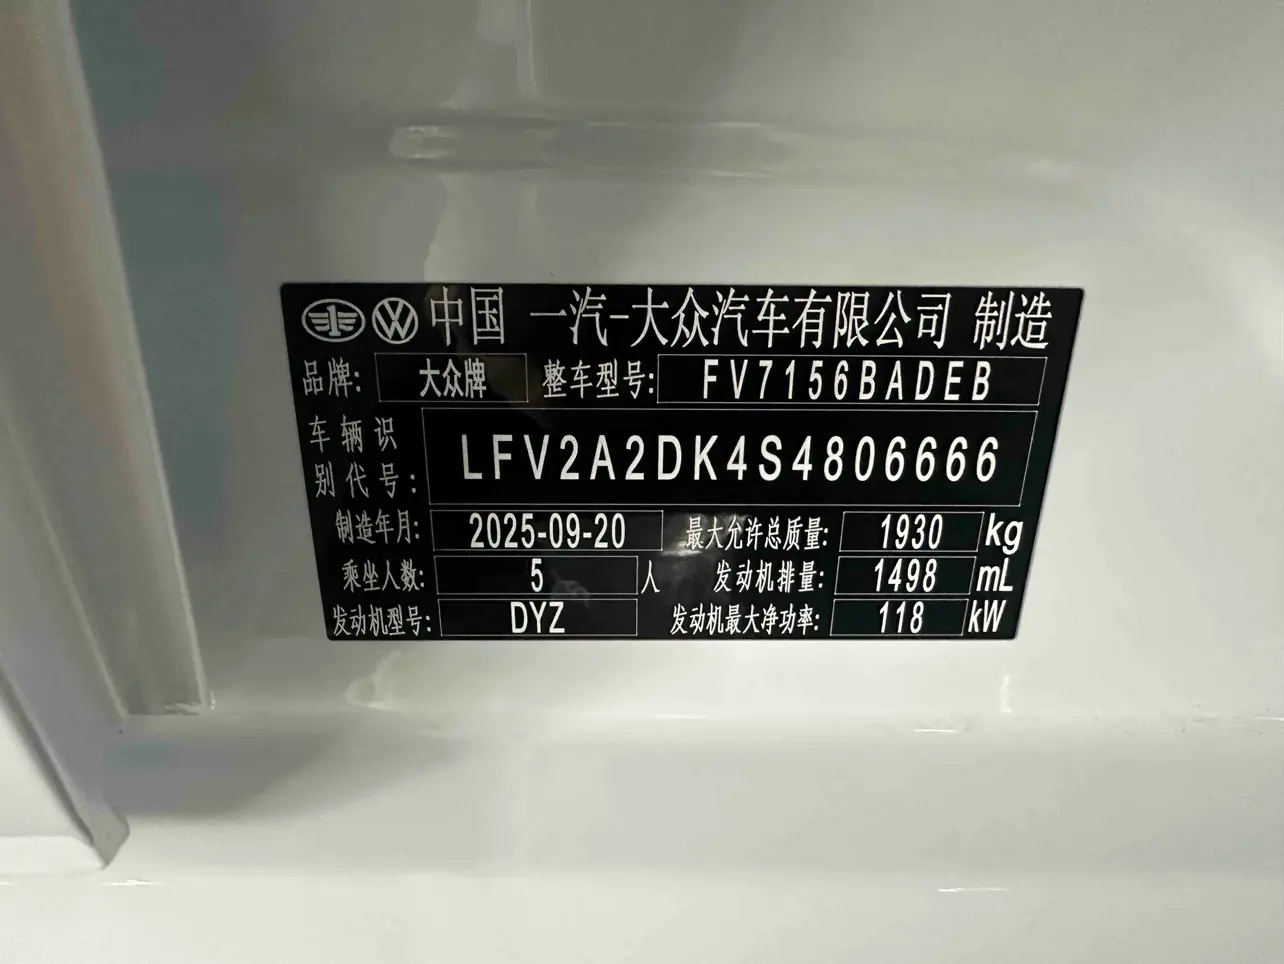 中国 一汽-大众汽车有限公司 制造
品牌: 大众牌 整车型号: FV7156BADEB
车辆识别代号: LFV2A2DK4S4806666
制造年月: 2025-09-20 最大允许总质量: 1930 kg
乘坐人数: 5 人 发动机排量: 1498 mL
发动机型号: DYZ 发动机最大净功率: 118 kW